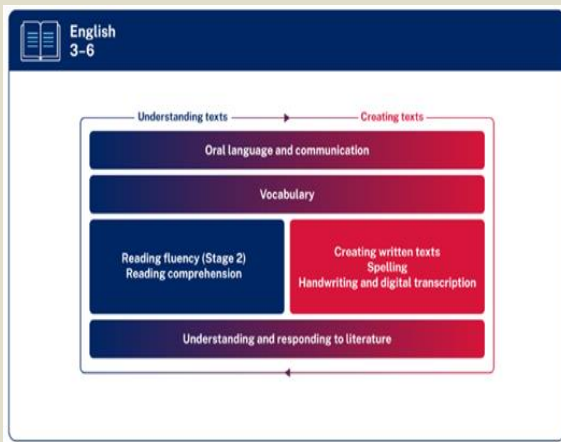 English
3–6
Understanding texts
Creating texts
Oral language and communication
Vocabulary
Reading fluency (Stage 2)
Reading comprehension
Creating written texts
Spelling
Handwriting and digital transcription
Understanding and responding to literature